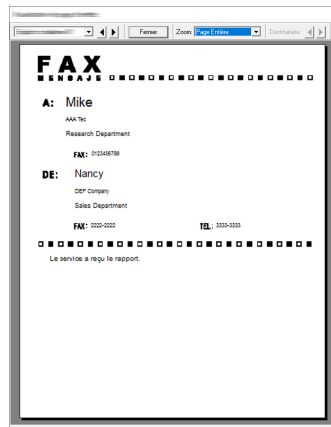 Fermer
Zoom: Page Entière
Destinataire
FAX
MENSAJE
A: Mike
AAA Tec
Research Department
FAX: 0123456789
DE: Nancy
DEF Company
Sales Department
FAX: 2222-2222 TEL: 3333-3333
Le service a reçu le rapport.